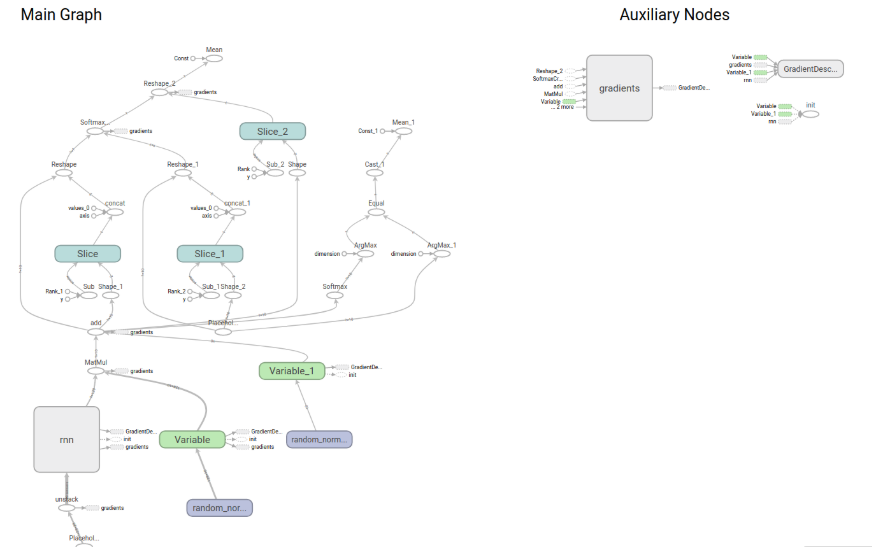 Main Graph
Auxiliary Nodes
Mean
Const
Reshape_2
gradients
Softmax...
gradients
Slice_2
Mean_1
Const_1
Reshape
Reshape_1
Rank
y
Sub_2
Shape
Cast_1
concat
values_0
axis
concat_1
values_0
axis
Equal
Slice
Slice_1
ArgMax
dimension
ArgMax_1
dimension
Rank_1
y
Sub
Shape_1
Rank_2
y
Sub_1
Shape_2
Softmax
add
gradients
Placehol...
MatMul
gradients
Variable_1
GradientDe...
init
rnn
GradientDe...
init
gradients
Variable
GradientDe...
init
gradients
random_norm...
unstack
gradients
random_nor...
Placehol...
Reshape_2
SoftmaxCr...
add
MatMul
Variable
... 2 more
gradients
GradientDe...
Variable
gradients
Variable_1
rnn
GradientDesc...
Variable
Variable_1
rnn
init